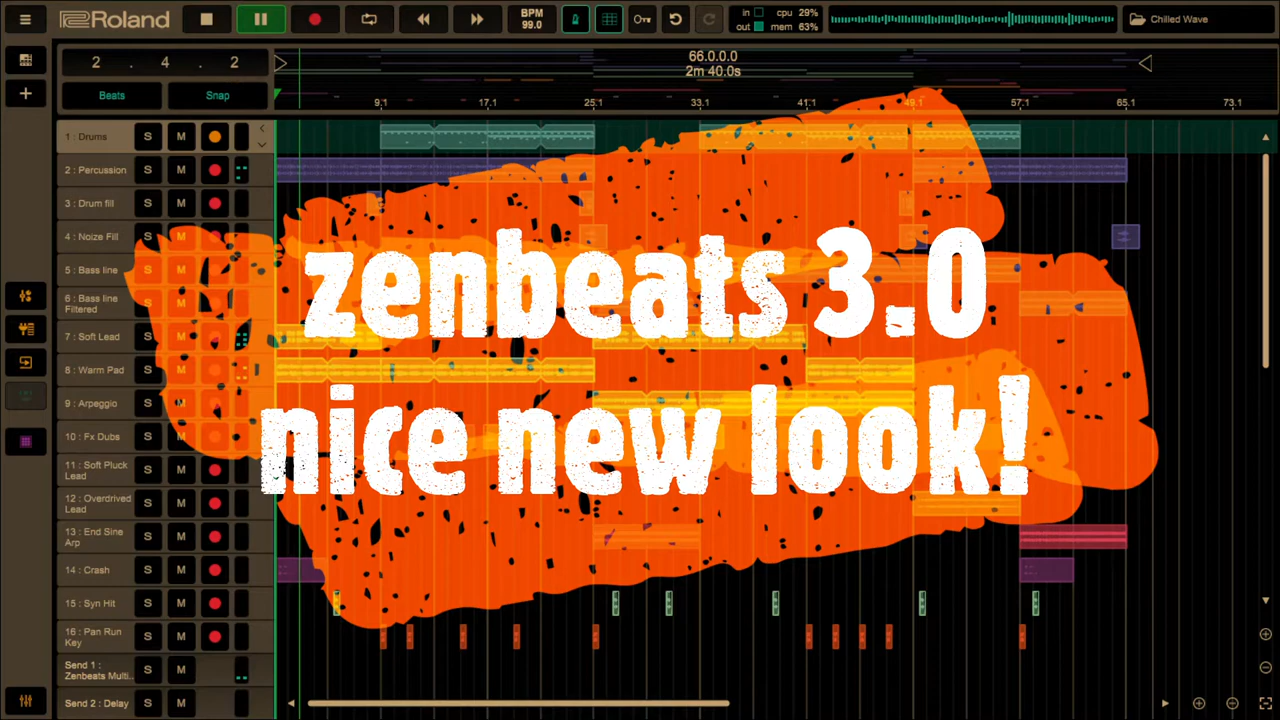 Roland
BPM
99.0
in
out
cpu 29%
mem 63%
Chilled Wave
2 . 4 . 2
66.0.0.0
2m 40.0s
Beats
Snap
9.1
17.1
25.1
33.1
41.1
49.1
57.1
65.1
73.1
1 : Drums S M
2 : Percussion S M
3 : Drum fill S M
4 : Noize Fill S M
5 : Bass line S M
6 : Bass line
Filtered S M
7 : Soft Lead S M
8 : Warm Pad S M
9 : Arpeggio S M
10 : Fx Dubs S M
11 : Soft Pluck
Lead S M
12 : Overdrived
Lead S M
13 : End Sine
Arp S M
14 : Crash S M
15 : Syn Hit S M
16 : Pan Run
Key S M
Send 1 :
Zenbeats Multi.. S M
Send 2 : Delay S M
zenbeats 3.0
nice new look!